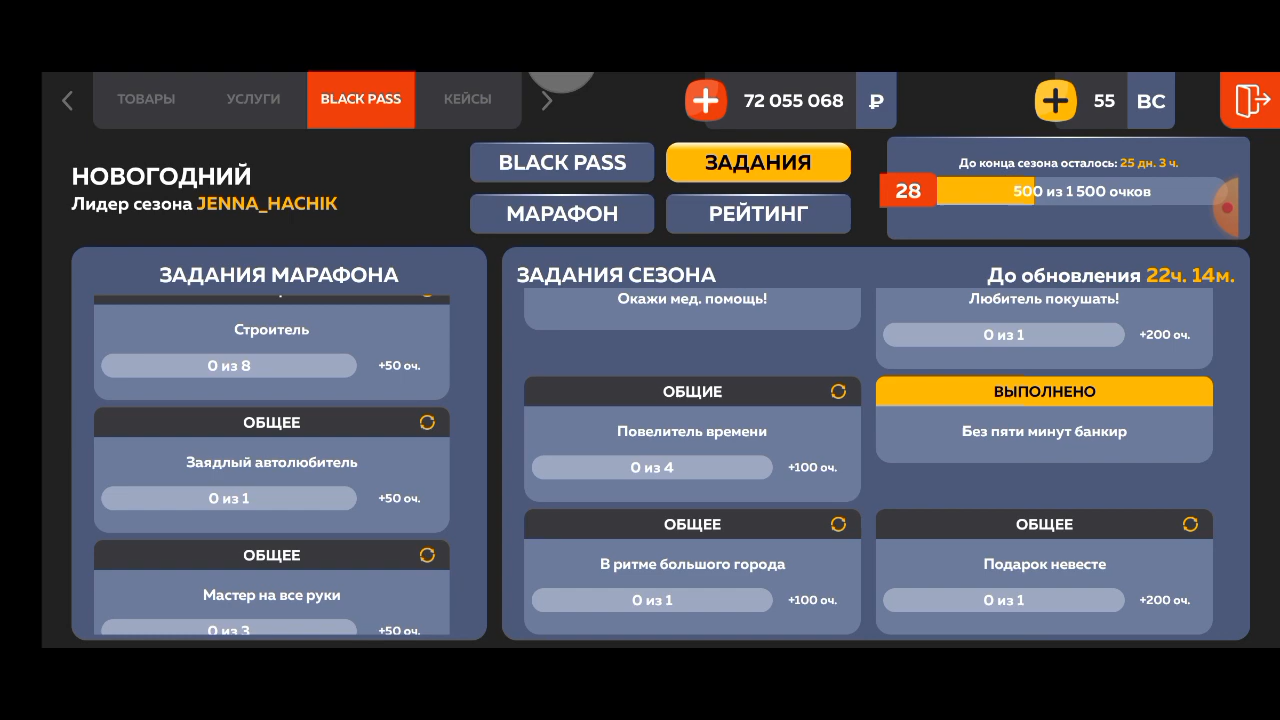 ТОВАРЫ
УСЛУГИ
BLACK PASS
КЕЙСЫ
72 055 068 ₽
55 BC
НОВОГОДНИЙ
Лидер сезона JENNA_HACHIK
BLACK PASS
ЗАДАНИЯ
МАРАФОН
РЕЙТИНГ
До конца сезона осталось: 25 дн. 3 ч.
28
500 из 1 500 очков
ЗАДАНИЯ МАРАФОНА
Строитель
0 из 8
+50 оч.
ОБЩЕЕ
Заядлый автолюбитель
0 из 1
+50 оч.
ОБЩЕЕ
Мастер на все руки
0 из 3
+50 оч.
ЗАДАНИЯ СЕЗОНА
До обновления 22ч. 14м.
Окажи мед. помощь!
Любитель покушать!
0 из 1
+200 оч.
ОБЩИЕ
Повелитель времени
0 из 4
+100 оч.
ВЫПОЛНЕНО
Без пяти минут банкир
ОБЩЕЕ
В ритме большого города
0 из 1
+100 оч.
ОБЩЕЕ
Подарок невесте
0 из 1
+200 оч.